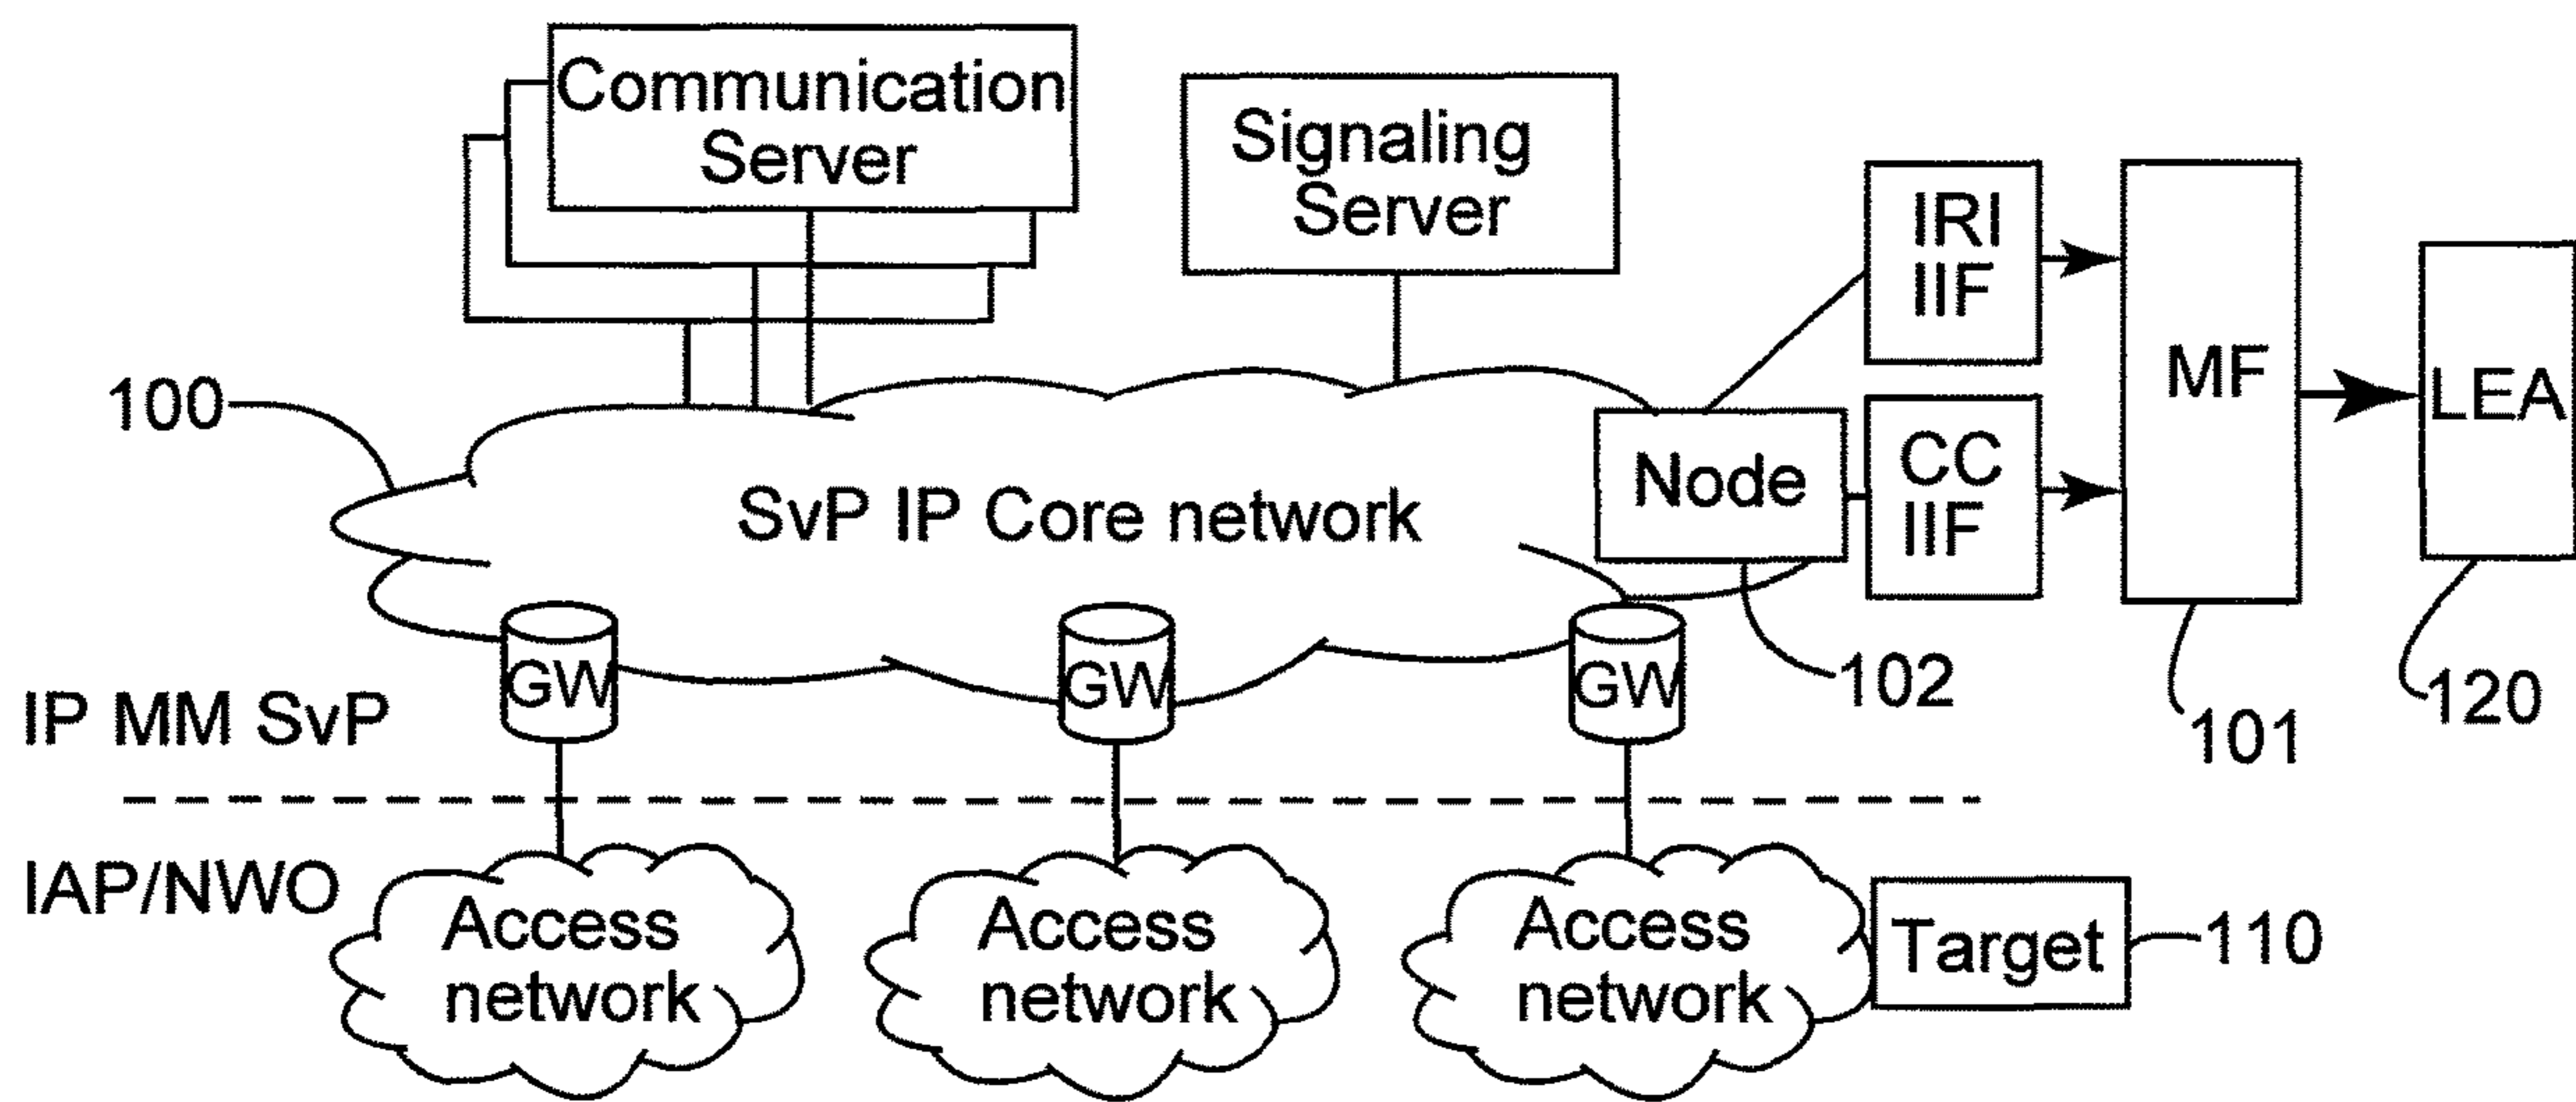 Communication
Server
Signaling
Server
IRI
IIF
MF
LEA
100
SvP IP Core network
Node
CC
IIF
GW
GW
GW
102
101
120
IP MM SvP
IAP/NWO
Access
network
Access
network
Access
network
Target
110